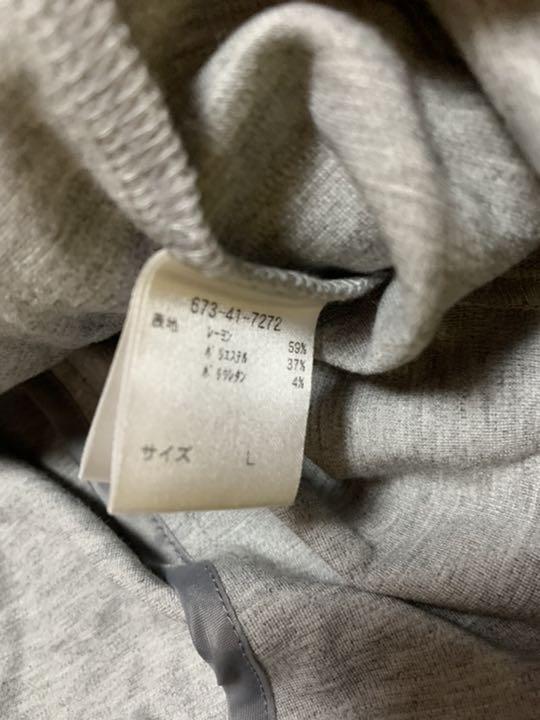 673-41-7272
表地 レーヨン 59%
ポリエステル 37%
ポリウレタン 4%
サイズ L